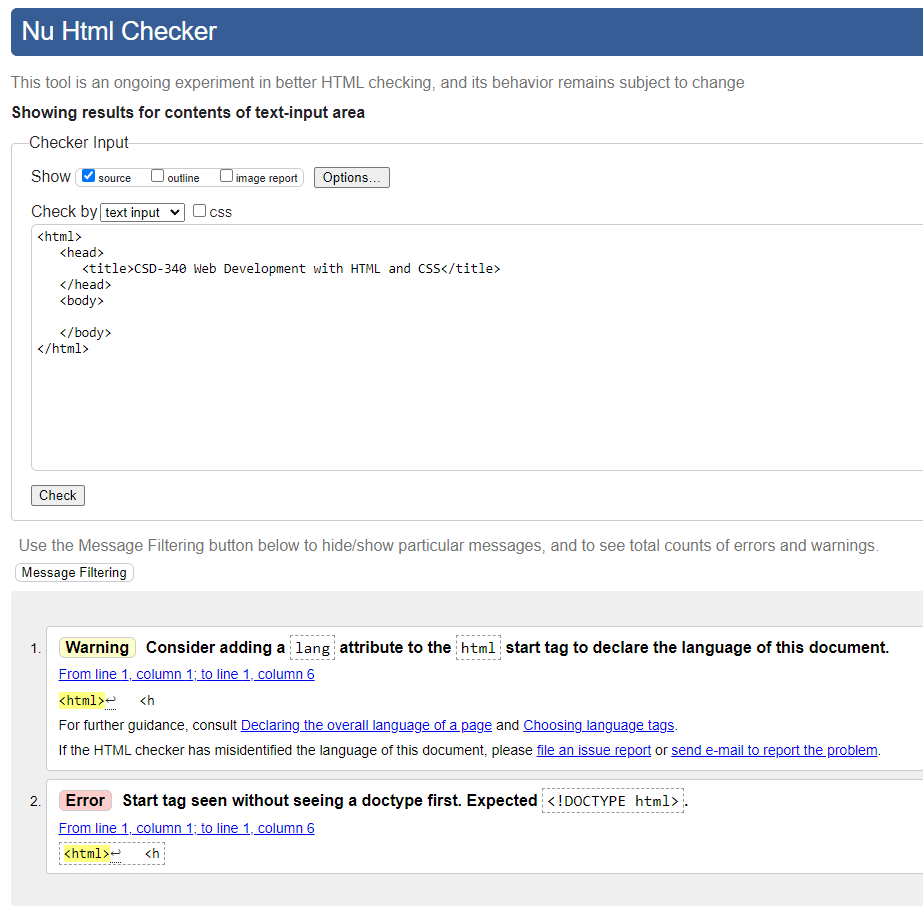 Nu Html Checker
This tool is an ongoing experiment in better HTML checking, and its behavior remains subject to change
Showing results for contents of text-input area
Checker Input
Show source outline image report Options...
Check by text input css
<html>
   <head>
      <title>CSD-340 Web Development with HTML and CSS</title>
   </head>
   <body>

   </body>
</html>
Check
Use the Message Filtering button below to hide/show particular messages, and to see total counts of errors and warnings.
Message Filtering
1. Warning Consider adding a lang attribute to the html start tag to declare the language of this document.
From line 1, column 1; to line 1, column 6
<html>↩   <h
For further guidance, consult Declaring the overall language of a page and Choosing language tags.
If the HTML checker has misidentified the language of this document, please file an issue report or send e-mail to report the problem.
2. Error Start tag seen without seeing a doctype first. Expected <!DOCTYPE html>.
From line 1, column 1; to line 1, column 6
<html>↩   <h